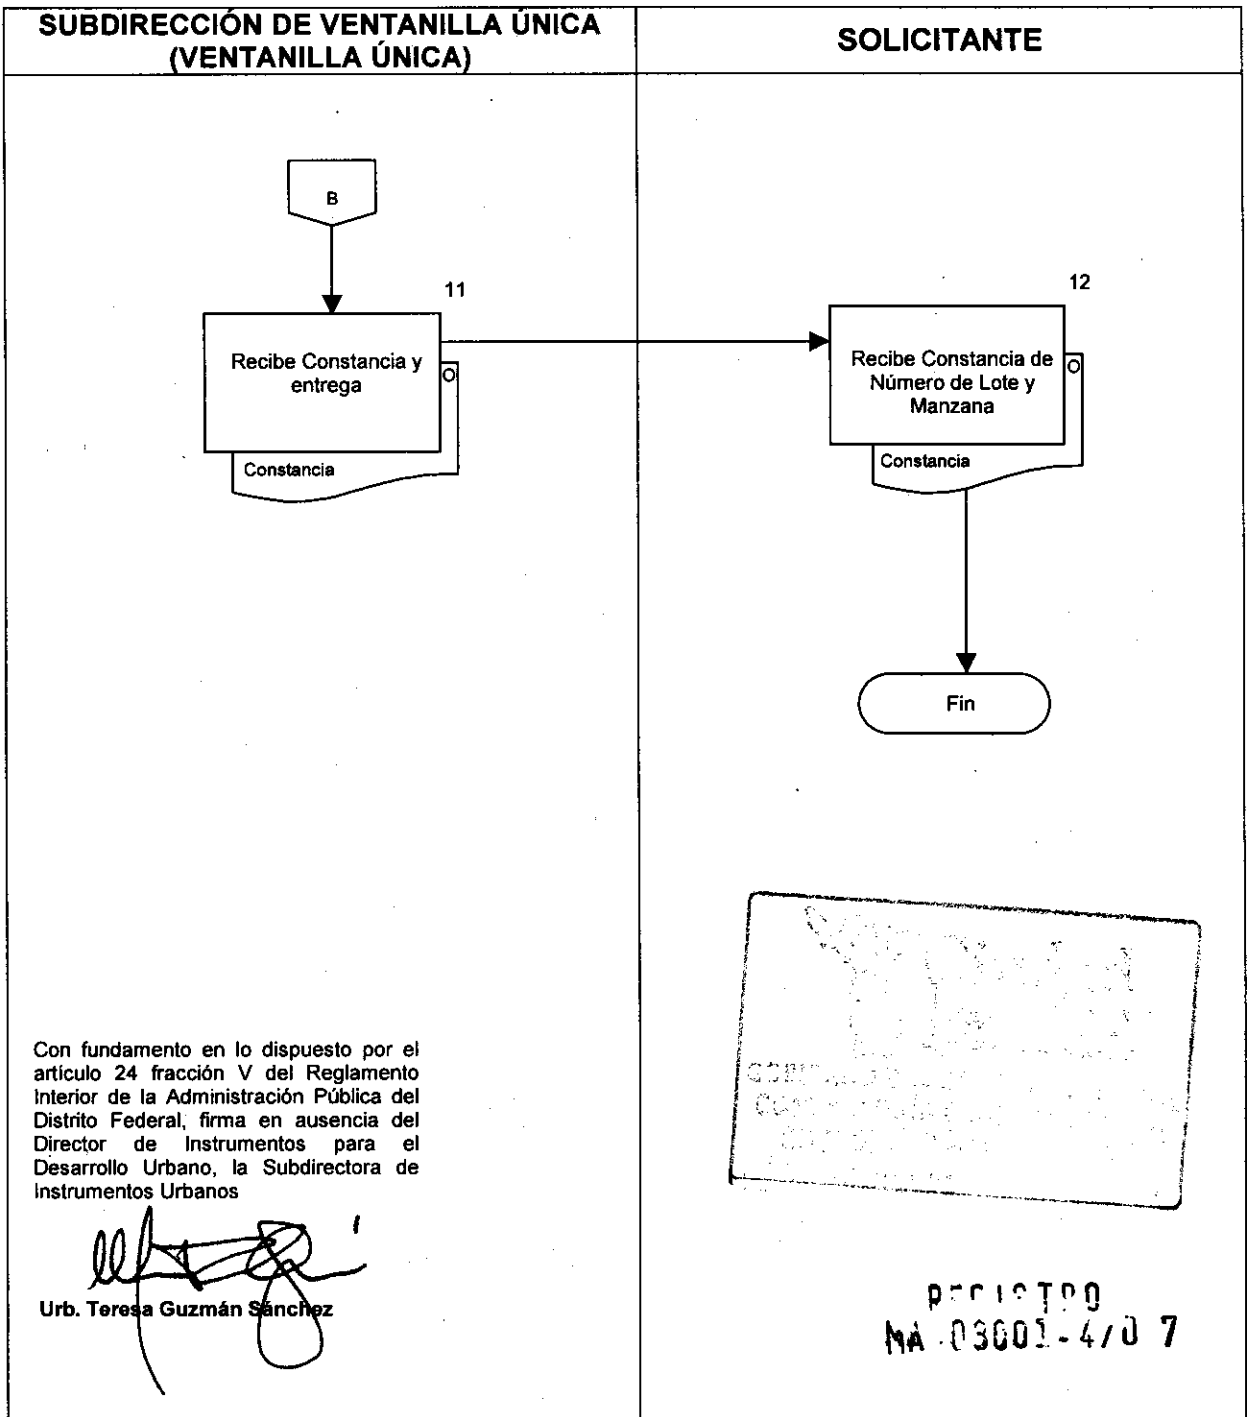 SUBDIRECCIÓN DE VENTANILLA ÚNICA
(VENTANILLA ÚNICA)
SOLICITANTE
B
11
Recibe Constancia y
entrega
O
Constancia
12
Recibe Constancia de
Número de Lote y
Manzana
O
Constancia
Fin
Con fundamento en lo dispuesto por el
artículo 24 fracción V del Reglamento
Interior de la Administración Pública del
Distrito Federal, firma en ausencia del
Director de Instrumentos para el
Desarrollo Urbano, la Subdirectora de
Instrumentos Urbanos
Urb. Teresa Guzmán Sánchez
REGISTRO
MA